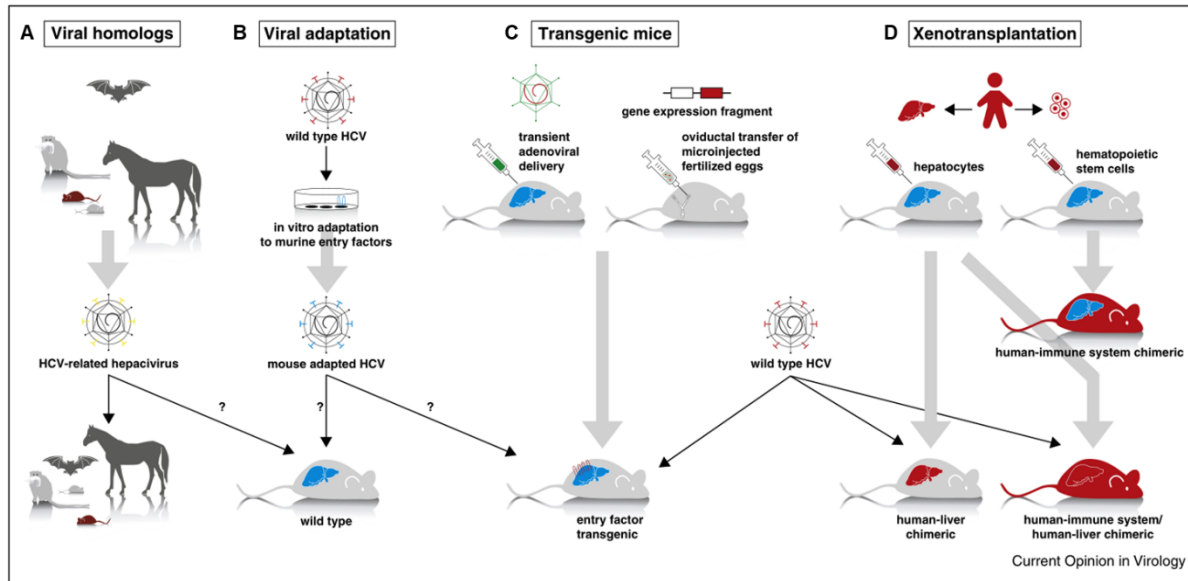 A Viral homologs
B Viral adaptation
C Transgenic mice
D Xenotransplantation
wild type HCV
gene expression fragment
transient
adenoviral
delivery
oviductal transfer of
microinjected
fertilized eggs
hepatocytes
hematopoietic
stem cells
in vitro adaptation
to murine entry factors
HCV-related hepacivirus
mouse adapted HCV
wild type HCV
human-immune system chimeric
?
?
?
wild type
entry factor
transgenic
human-liver
chimeric
human-immune system/
human-liver chimeric
Current Opinion in Virology